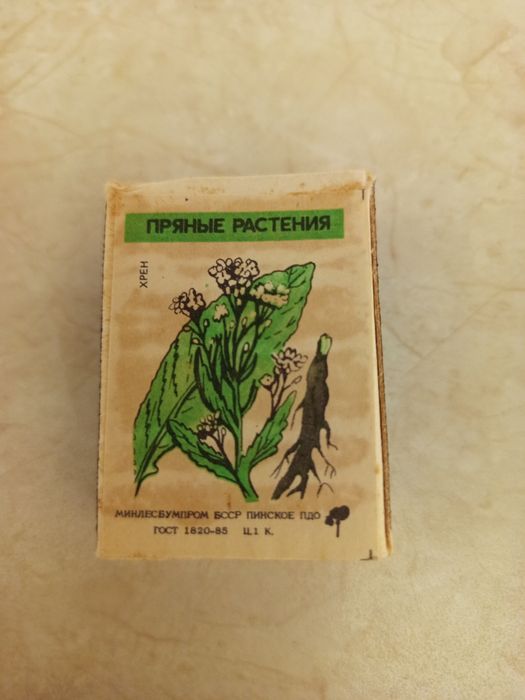 ПРЯНЫЕ РАСТЕНИЯ
ХРЕН
МИНЛЕСБУМПРОМ БССР ПИНСКОЕ ПДО
ГОСТ 1820-85 Ц.1 К.